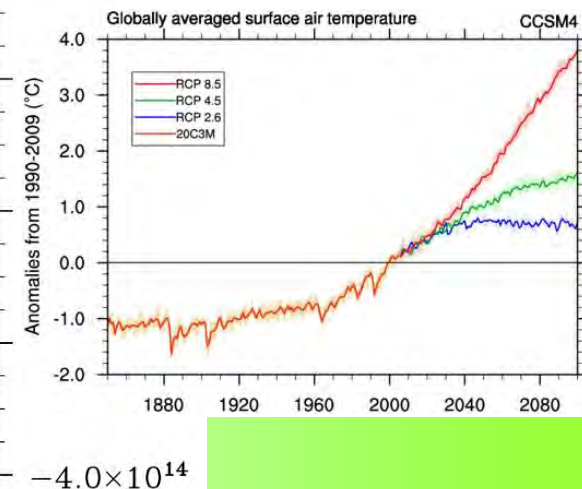 Globally averaged surface air temperature CCSM4
4.0
3.0
2.0
1.0
0.0
-1.0
-2.0
Anomalies from 1990-2009 (°C)
RCP 8.5
RCP 4.5
RCP 2.6
20C3M
1880 1920 1960 2000 2040 2080
−4.0×10¹⁴